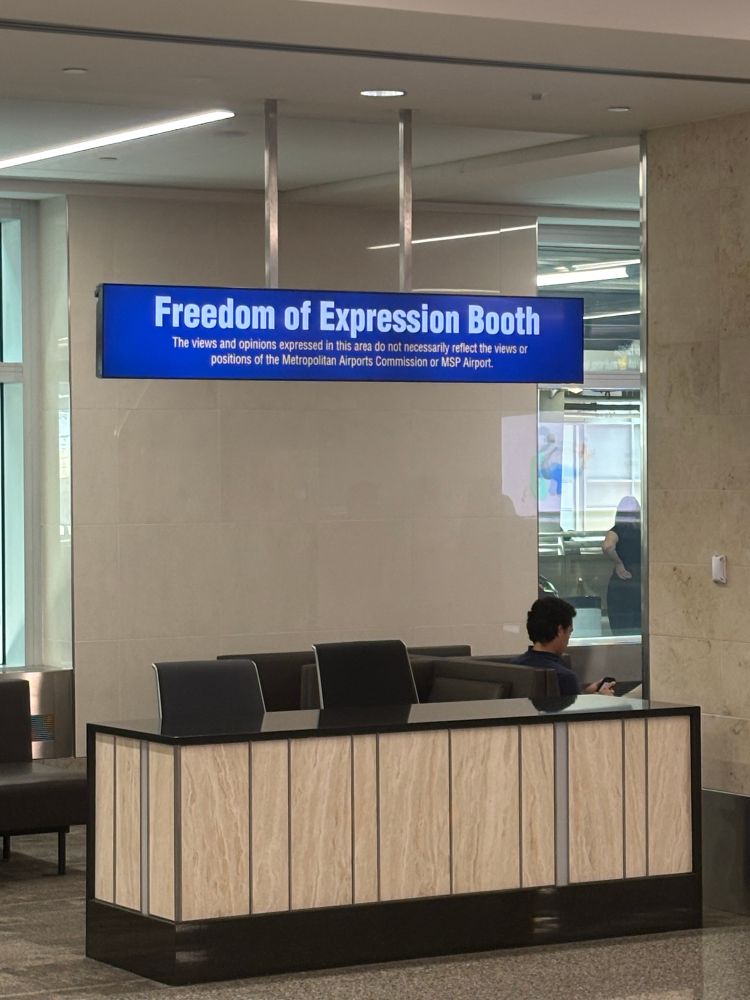 Freedom of Expression Booth
The views and opinions expressed in this area do not necessarily reflect the views or
positions of the Metropolitan Airports Commission or MSP Airport.